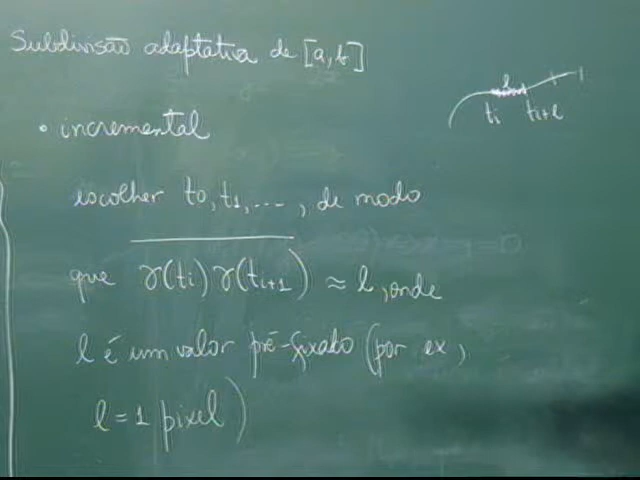 Subdivisão adaptativa de [a,b]
l
ti ti+l
• incremental
escolher t0, t1, ..., de modo
que γ(ti) γ(ti+1) ≈ l, onde
l é um valor pré-fixado (por ex,
l = 1 pixel)